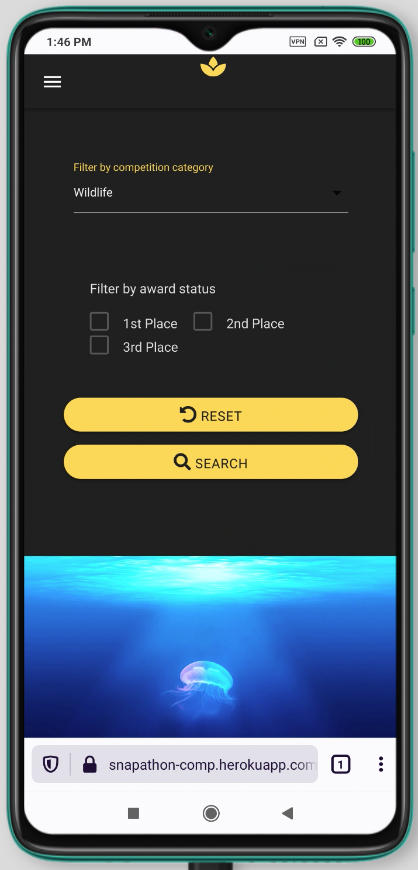 1:46 PM
VPN
100
Filter by competition category
Wildlife
Filter by award status
1st Place
2nd Place
3rd Place
RESET
SEARCH
snapathon-comp.herokuapp.com
1